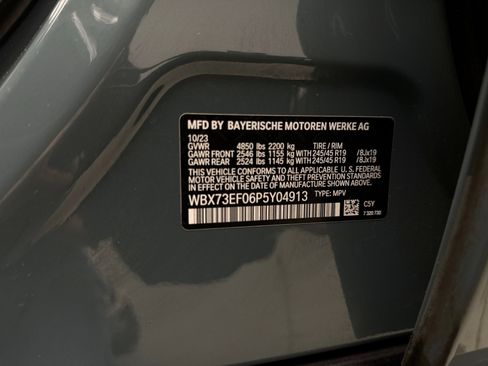 MFD BY BAYERISCHE MOTOREN WERKE AG
10/23
GVWR 4850 lbs 2200 kg TIRE / RIM
GAWR FRONT 2546 lbs 1155 kg WITH 245/45 R19 /8Jx19
GAWR REAR 2524 lbs 1145 kg WITH 245/45 R19 /8Jx19
THIS VEHICLE CONFORMS TO ALL APPLICABLE U.S. FEDERAL
MOTOR VEHICLE SAFETY STANDARDS IN EFFECT
ON THE DATE OF MANUFACTURE SHOWN ABOVE.
WBX73EF06P5Y04913 TYPE: MPV
C5Y
7 320 730